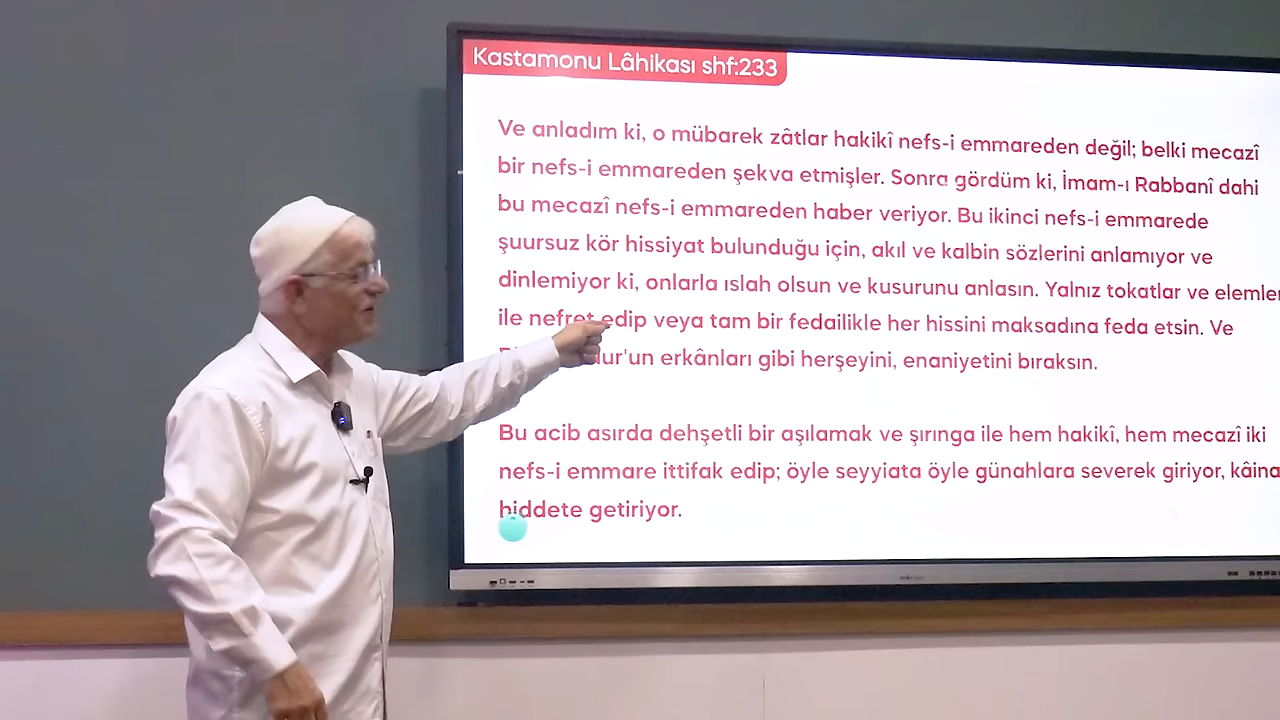 Kastamonu Lâhikası shf:233
Ve anladım ki, o mübarek zâtlar hakikî nefs-i emmareden değil; belki mecazî
bir nefs-i emmareden şekva etmişler. Sonra gördüm ki, İmam-ı Rabbanî dahi
bu mecazî nefs-i emmareden haber veriyor. Bu ikinci nefs-i emmarede
şuursuz kör hissiyat bulunduğu için, akıl ve kalbin sözlerini anlamıyor ve
dinlemiyor ki, onlarla ıslah olsun ve kusurunu anlasın. Yalnız tokatlar ve elemler
ile nefret edip veya tam bir fedailikle her hissini maksadına feda etsin. Ve
erkânları gibi herşeyini, enaniyetini bıraksın.
Bu acib asırda dehşetli bir aşılamak ve şırınga ile hem hakikî, hem mecazî iki
nefs-i emmare ittifak edip; öyle seyyiata öyle günahlara severek giriyor, kâina
hiddete getiriyor.